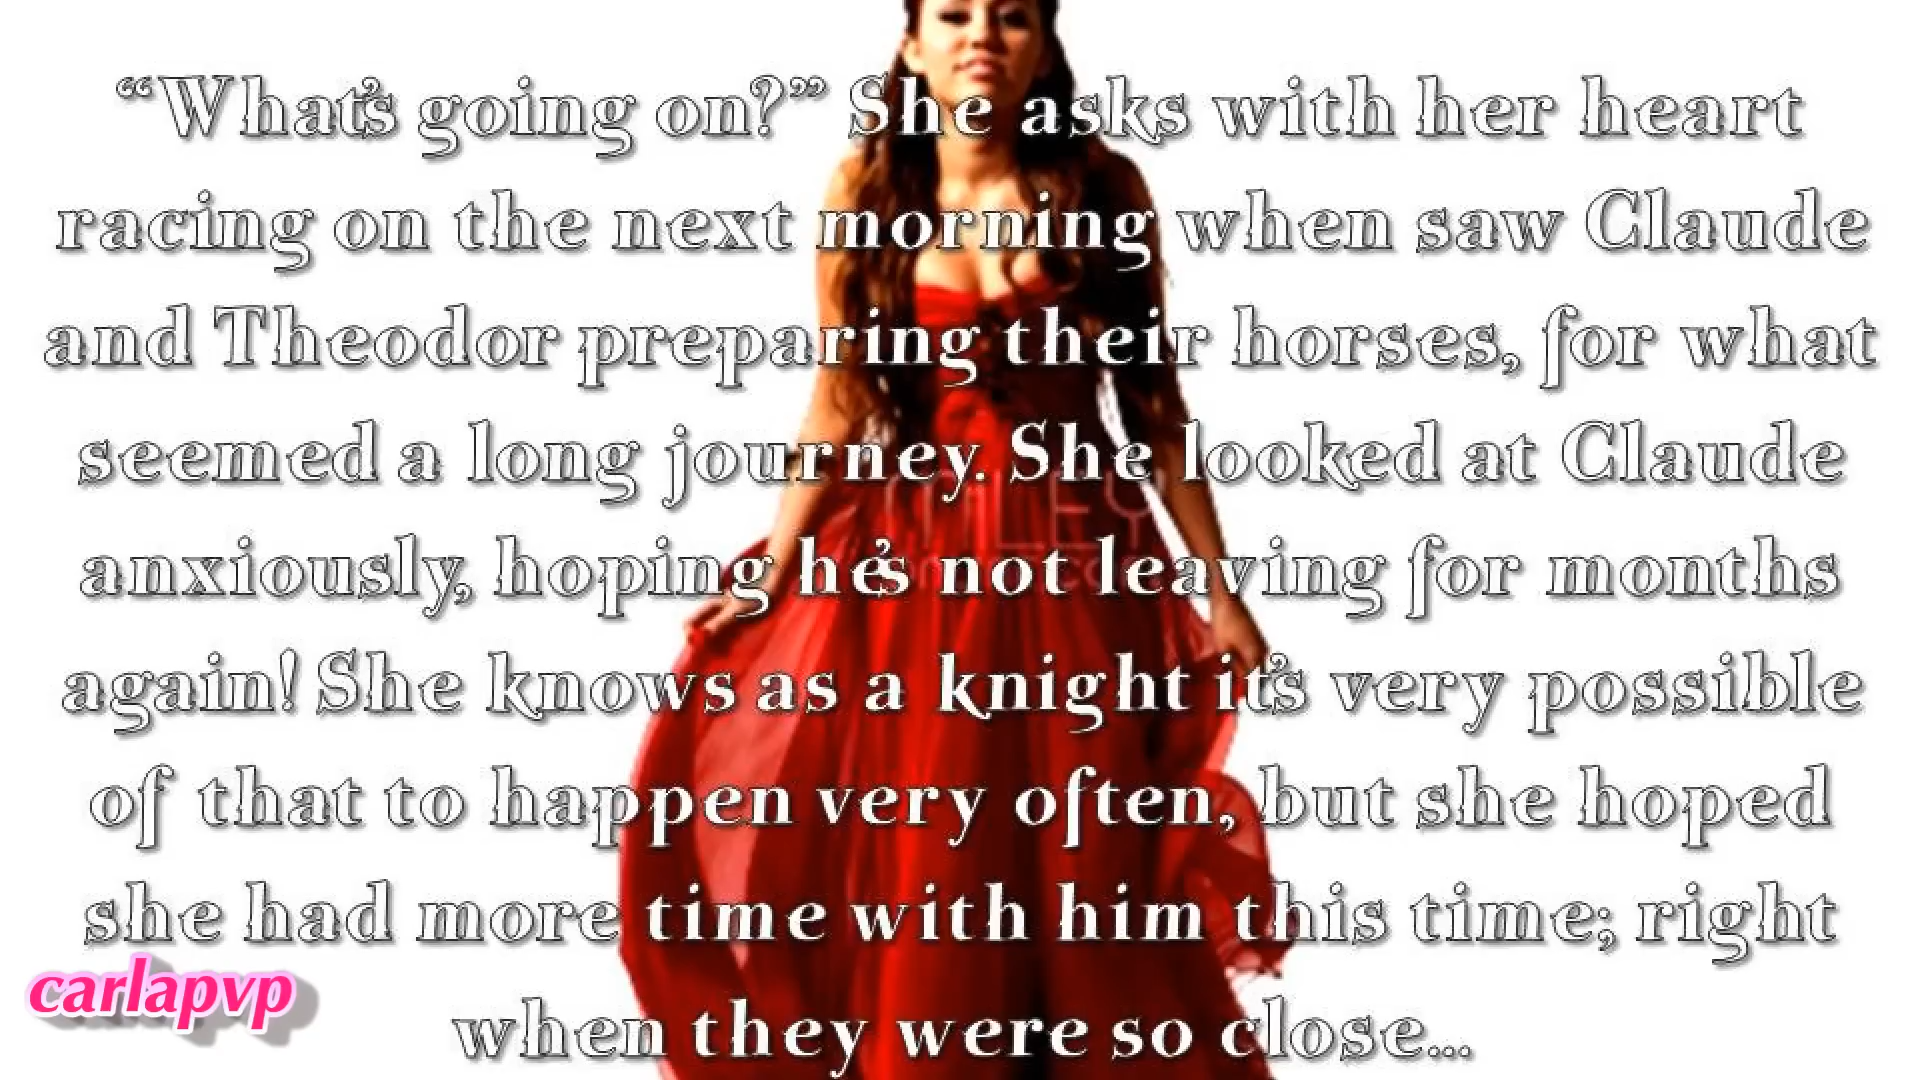 “What's going on?” She asks with her heart
racing on the next morning when saw Claude
and Theodor preparing their horses, for what
seemed a long journey. She looked at Claude
anxiously, hoping he's not leaving for months
again! She knows as a knight it's very possible
of that to happen very often, but she hoped
she had more time with him this time; right
when they were so close...
carlapvp